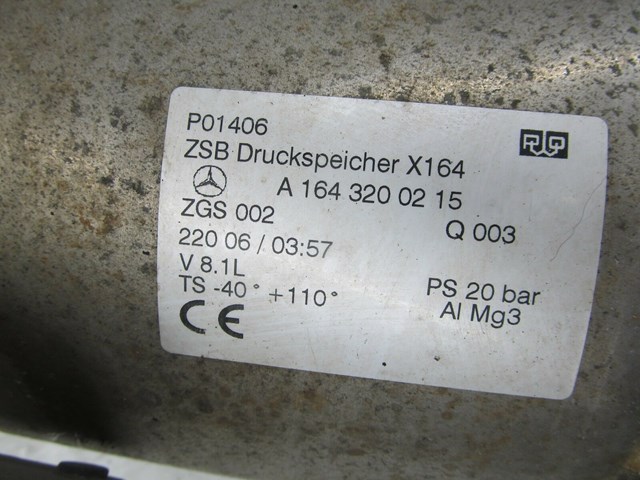 P01406
ZSB Druckspeicher X164
A 164 320 02 15
ZGS 002 Q 003
220 06 / 03:57
V 8.1L
TS -40° +110° PS 20 bar
CE Al Mg3